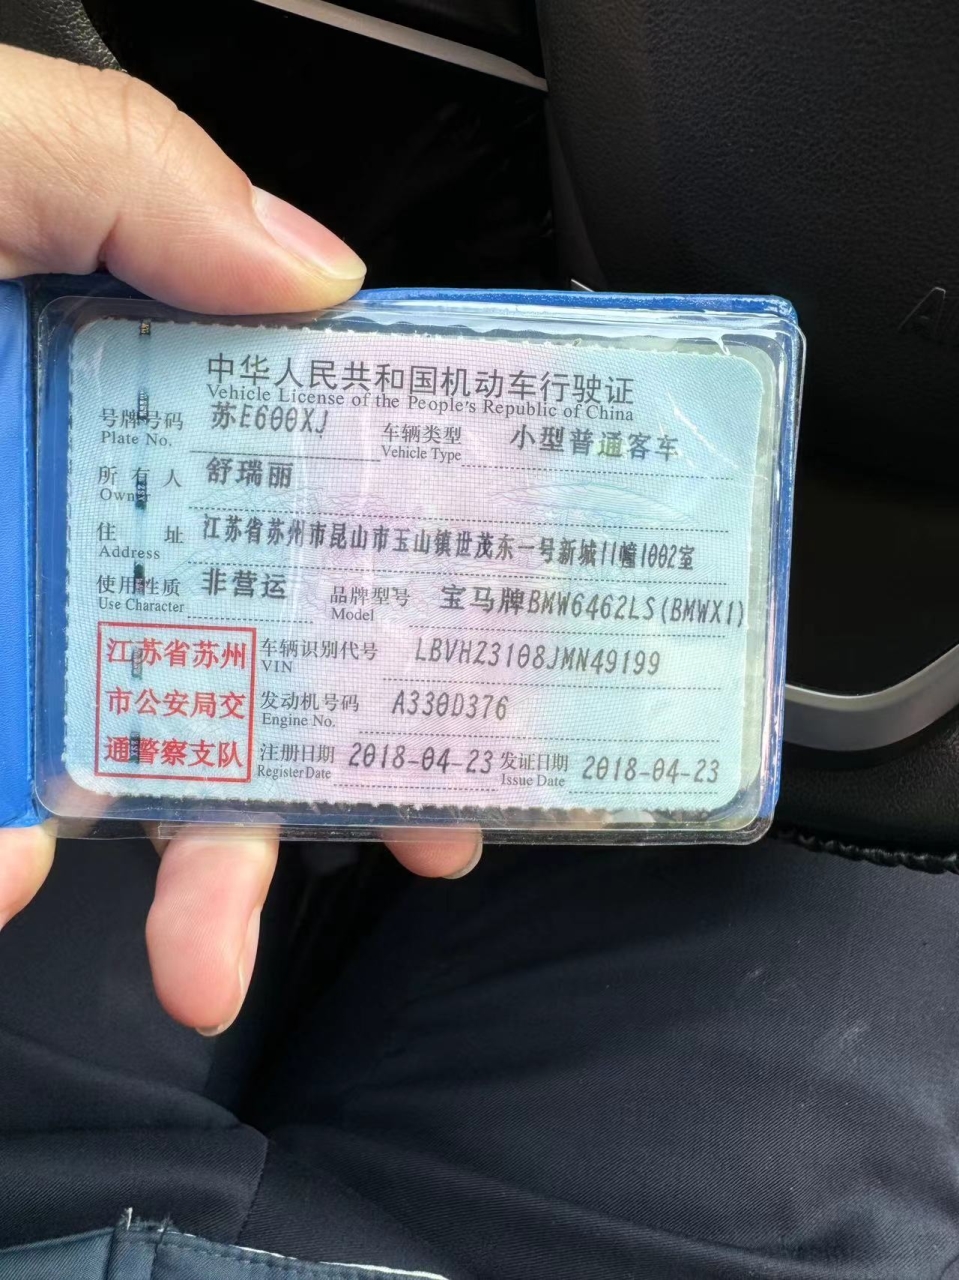 中华人民共和国机动车行驶证
Vehicle License of the People's Republic of China
号牌号码 苏E600XJ 车辆类型 小型普通客车
Plate No. Vehicle Type
所有人 舒瑞丽
Owner
住址 江苏省苏州市昆山市玉山镇世茂东一号新城11幢1002室
Address
使用性质 非营运 品牌型号 宝马牌BMW6462LS(BMWX1)
Use Character Model
江苏省苏州 车辆识别代号 LBVH23108JMN49199
VIN
市公安局交 发动机号码 A330D376
Engine No.
通警察支队 注册日期 2018-04-23 发证日期 2018-04-23
Register Date Issue Date